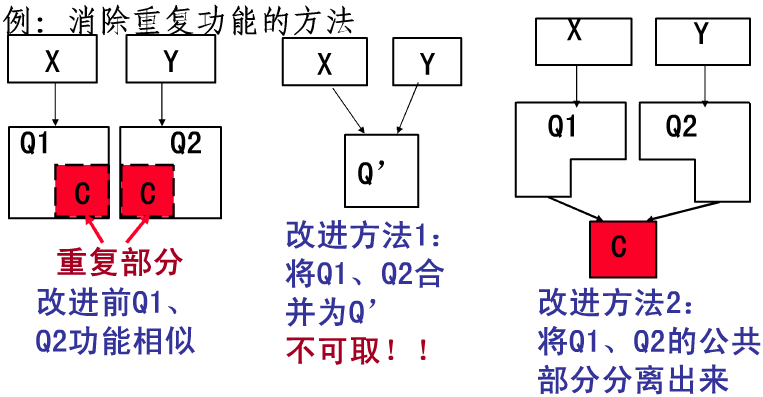 例：消除重复功能的方法
X
Y
Q1
Q2
C
C
重复部分
改进前Q1、
Q2功能相似
X
Y
Q’
改进方法1：
将Q1、Q2合
并为Q’
不可取！！
X
Y
Q1
Q2
C
改进方法2：
将Q1、Q2的公共
部分分离出来